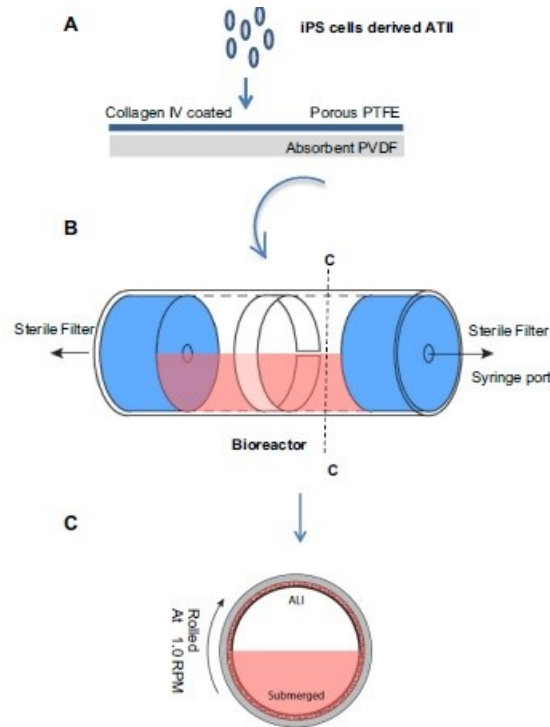 A
iPS cells derived ATII
Collagen IV coated
Porous PTFE
Absorbent PVDF
B
C
Sterile Filter
Sterile Filter
Syringe port
Bioreactor
C
C
ALI
Rolled
At 1.0 RPM
Submerged